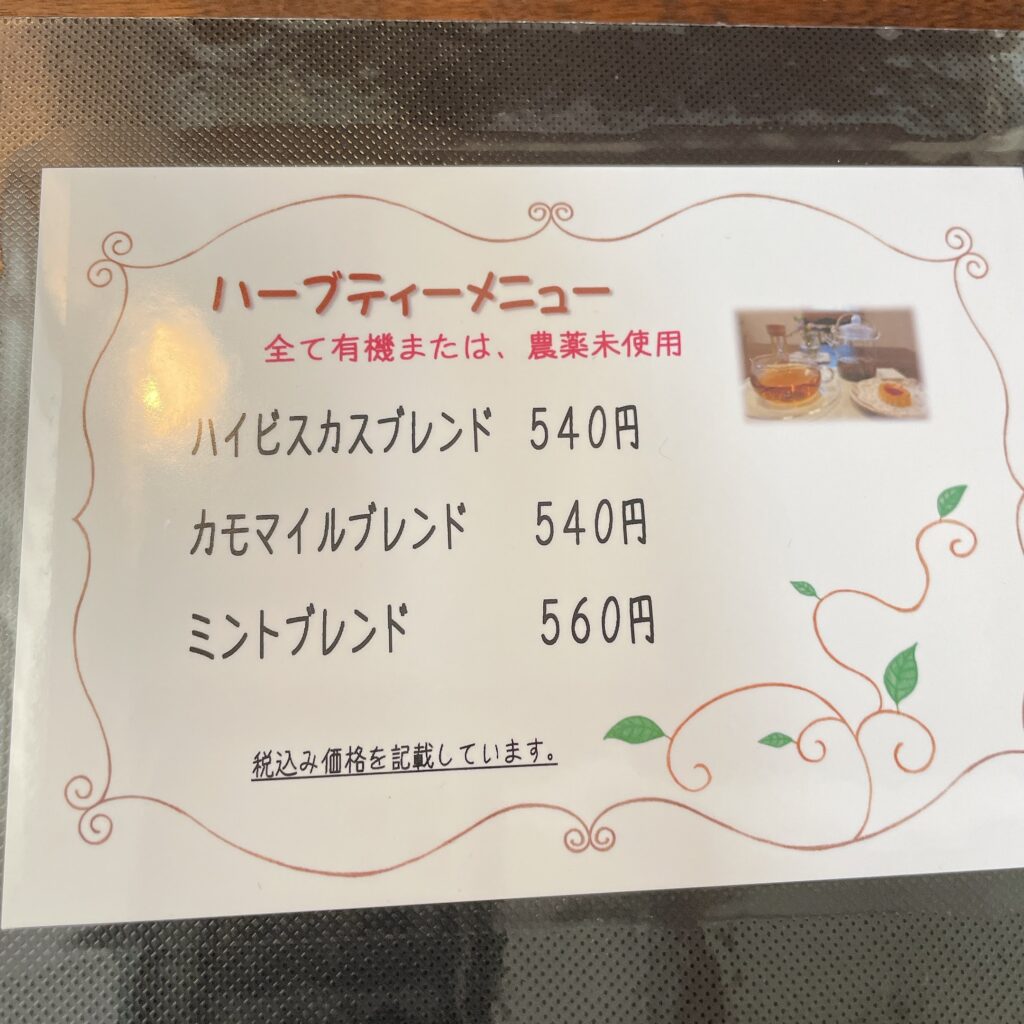 ハーブティーメニュー
全て有機または、農薬未使用
ハイビスカスブレンド 540円
カモマイルブレンド 540円
ミントブレンド 560円
税込み価格を記載しています。